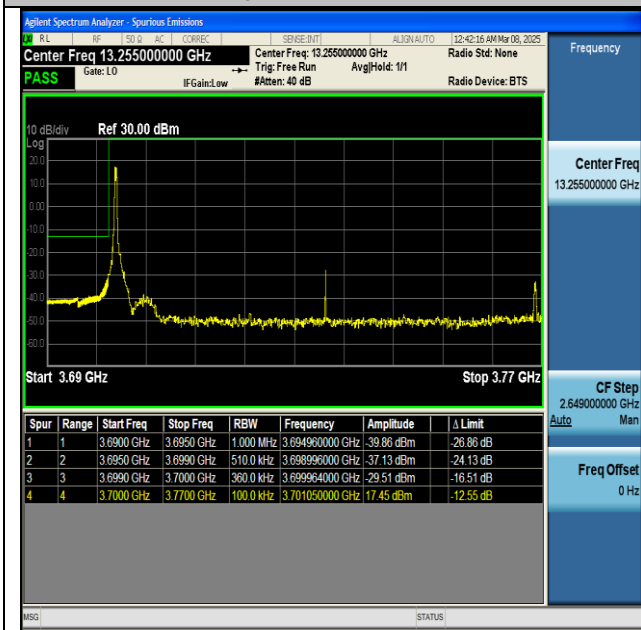 Agilent Spectrum Analyzer - Spurious Emissions
LXI RL RF 50 Ω AC CORREC SENSE:INT ALIGN AUTO 12:42:16 AM Mar 08, 2025
Center Freq 13.255000000 GHz Center Freq: 13.255000000 GHz Radio Std: None
Gate: LO Trig: Free Run Avg|Hold: 1/1
PASS IFGain:Low #Atten: 40 dB Radio Device: BTS
10 dB/div Ref 30.00 dBm
Log
20.0
10.0
0.00
-10.0
-20.0
-30.0
-40.0
-50.0
-60.0
Start 3.69 GHz Stop 3.77 GHz
Spur Range Start Freq Stop Freq RBW Frequency Amplitude Δ Limit
1 1 3.6900 GHz 3.6950 GHz 1.000 MHz 3.694960000 GHz -39.86 dBm -26.86 dB
2 2 3.6950 GHz 3.6990 GHz 510.0 kHz 3.698996000 GHz -37.13 dBm -24.13 dB
3 3 3.6990 GHz 3.7000 GHz 360.0 kHz 3.699964000 GHz -29.51 dBm -16.51 dB
4 4 3.7000 GHz 3.7700 GHz 100.0 kHz 3.701050000 GHz 17.45 dBm -12.55 dB
Frequency
Center Freq
13.255000000 GHz
CF Step
2.649000000 GHz
Auto Man
Freq Offset
0 Hz
MSG STATUS